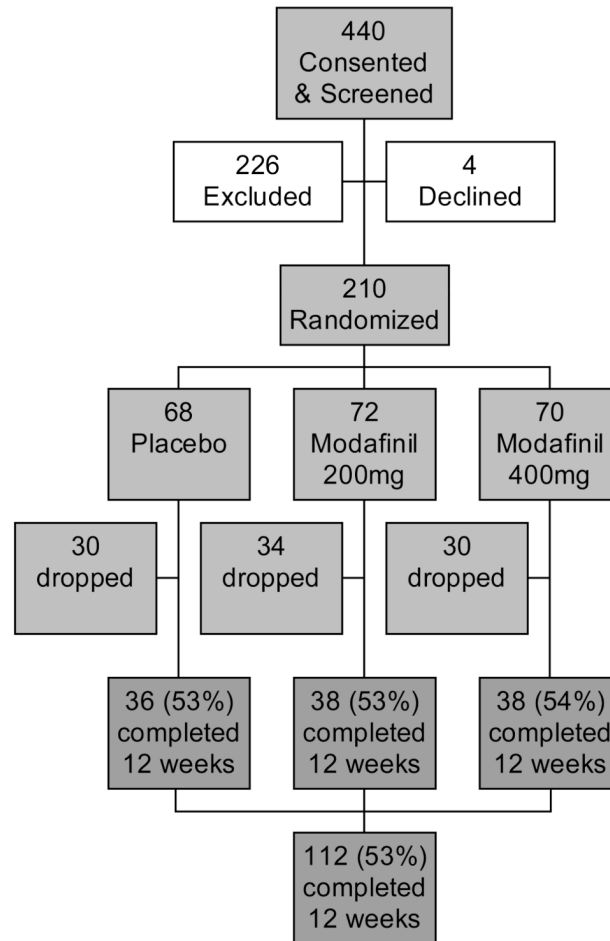 440
Consented
& Screened
226
Excluded
4
Declined
210
Randomized
68
Placebo
72
Modafinil
200mg
70
Modafinil
400mg
30
dropped
34
dropped
30
dropped
36 (53%)
completed
12 weeks
38 (53%)
completed
12 weeks
38 (54%)
completed
12 weeks
112 (53%)
completed
12 weeks